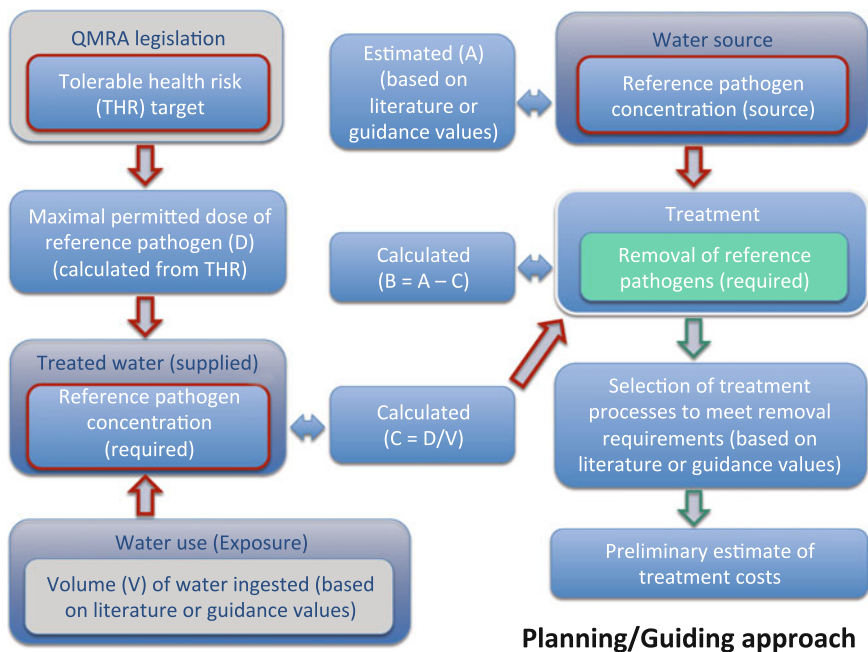 QMRA legislation
Tolerable health risk
(THR) target
Maximal permitted dose of
reference pathogen (D)
(calculated from THR)
Treated water (supplied)
Reference pathogen
concentration
(required)
Water use (Exposure)
Volume (V) of water ingested (based
on literature or guidance values)
Estimated (A)
(based on
literature or
guidance values)
Calculated
(B = A – C)
Calculated
(C = D/V)
Water source
Reference pathogen
concentration (source)
Treatment
Removal of reference
pathogens (required)
Selection of treatment
processes to meet removal
requirements (based on
literature or guidance values)
Preliminary estimate of
treatment costs
Planning/Guiding approach